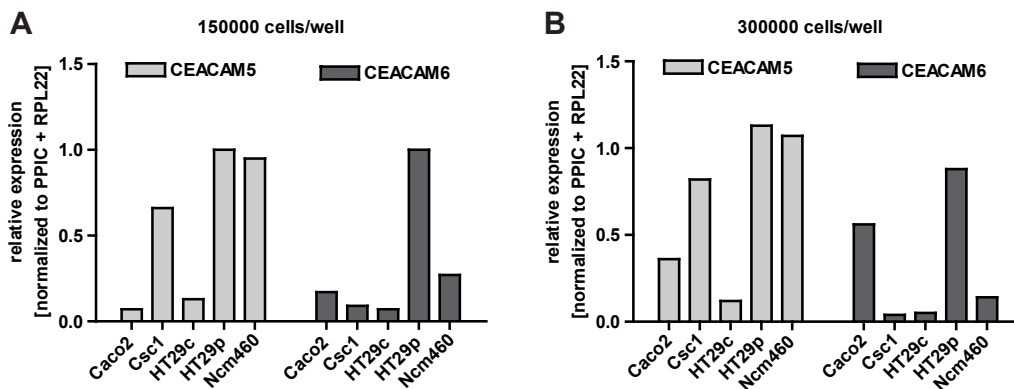 A
150000 cells/well
relative expression
[normalized to PPIC + RPL22]
1.5
1.0
0.5
0.0
CEACAM5
CEACAM6
Caco2
Csc1
HT29c
HT29p
Ncm460
Caco2
Csc1
HT29c
HT29p
Ncm460
B
300000 cells/well
relative expression
[normalized to PPIC + RPL22]
1.5
1.0
0.5
0.0
CEACAM5
CEACAM6
Caco2
Csc1
HT29c
HT29p
Ncm460
Caco2
Csc1
HT29c
HT29p
Ncm460